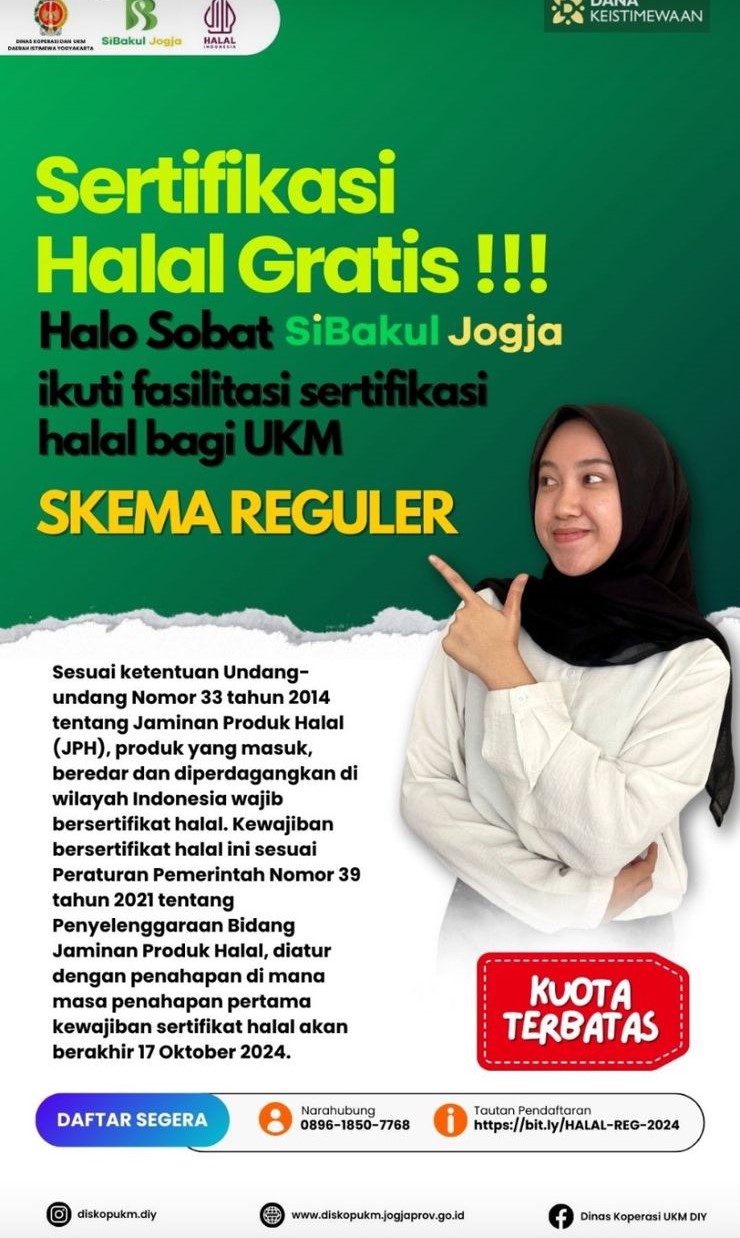 DINAS KOPERASI DAN UKM
DAERAH ISTIMEWA YOGYAKARTA
SiBakul Jogja
HALAL
INDONESIA
DANA
KEISTIMEWAAN
Sertifikasi
Halal Gratis !!!
Halo Sobat SiBakul Jogja
ikuti fasilitasi sertifikasi
halal bagi UKM
SKEMA REGULER
Sesuai ketentuan Undang-
undang Nomor 33 tahun 2014
tentang Jaminan Produk Halal
(JPH), produk yang masuk,
beredar dan diperdagangkan di
wilayah Indonesia wajib
bersertifikat halal. Kewajiban
bersertifikat halal ini sesuai
Peraturan Pemerintah Nomor 39
tahun 2021 tentang
Penyelenggaraan Bidang
Jaminan Produk Halal, diatur
dengan penahapan di mana
masa penahapan pertama
kewajiban sertifikat halal akan
berakhir 17 Oktober 2024.
KUOTA
TERBATAS
DAFTAR SEGERA
Narahubung
0896-1850-7768
Tautan Pendaftaran
https://bit.ly/HALAL-REG-2024
diskopukm.diy
www.diskopukm.jogjaprov.go.id
Dinas Koperasi UKM DIY